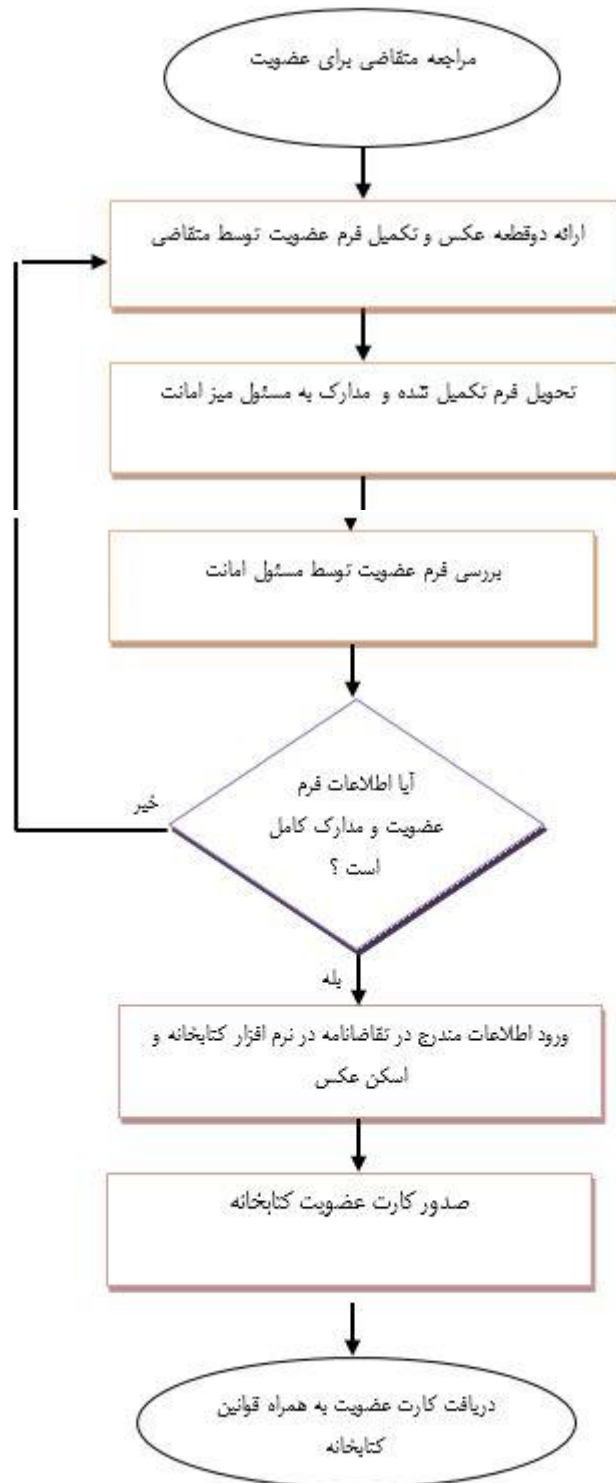 مراجعه متقاضی برای عضویت
ارائه دوقطعه عکس و تکمیل فرم عضویت توسط متقاضی
تحویل فرم تکمیل شده و مدارک به مسئول میز امانت
بررسی فرم عضویت توسط مسئول امانت
آیا اطلاعات فرم
عضویت و مدارک کامل
است ؟
خیر
بله
ورود اطلاعات مندرج در تقاضانامه در نرم افزار کتابخانه و
اسکن عکس
صدور کارت عضویت کتابخانه
دریافت کارت عضویت به همراه قوانین
کتابخانه